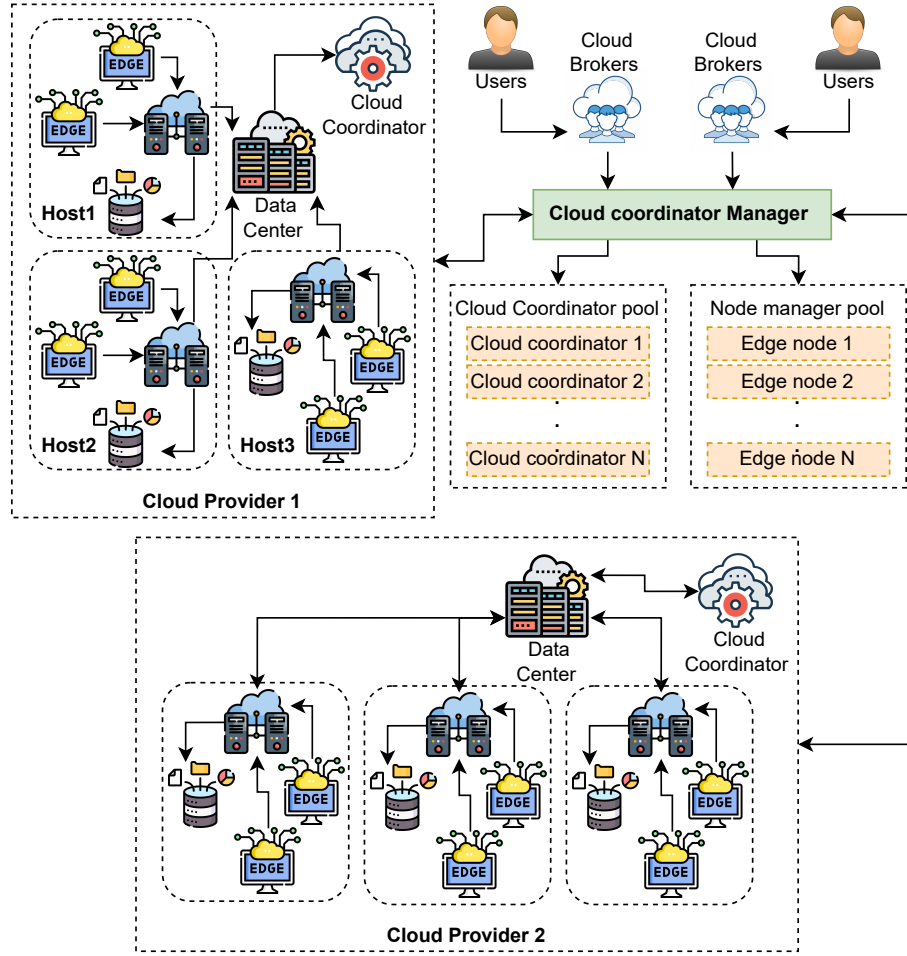 EDGE
EDGE
Host1
Cloud
Coordinator
Data
Center
EDGE
EDGE
Host2
EDGE
EDGE
Host3
Cloud Provider 1
Users
Cloud
Brokers
Cloud
Brokers
Users
Cloud coordinator Manager
Cloud Coordinator pool
Cloud coordinator 1
Cloud coordinator 2
Cloud coordinator N
Node manager pool
Edge node 1
Edge node 2
Edge node N
Data
Center
Cloud
Coordinator
EDGE
EDGE
EDGE
EDGE
EDGE
EDGE
Cloud Provider 2